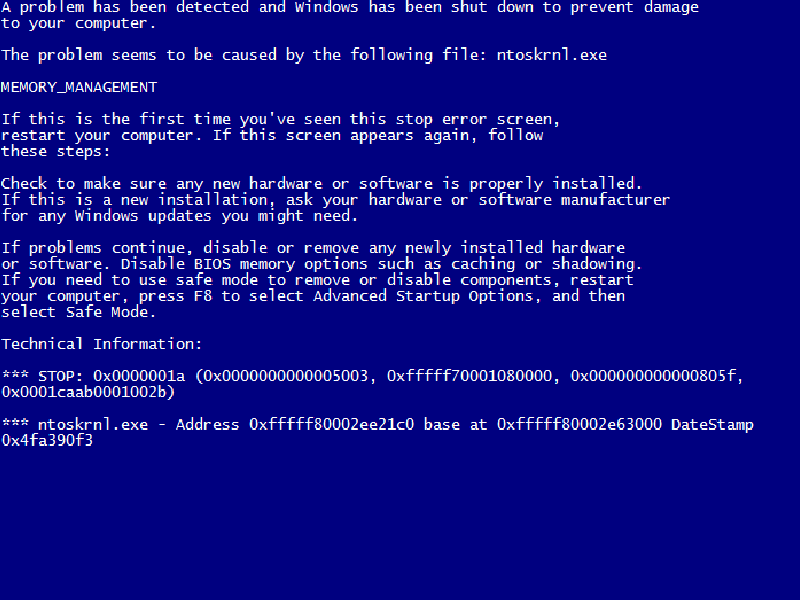 A problem has been detected and Windows has been shut down to prevent damage
to your computer.
The problem seems to be caused by the following file: ntoskrnl.exe
MEMORY_MANAGEMENT
If this is the first time you've seen this stop error screen,
restart your computer. If this screen appears again, follow
these steps:
Check to make sure any new hardware or software is properly installed.
If this is a new installation, ask your hardware or software manufacturer
for any Windows updates you might need.
If problems continue, disable or remove any newly installed hardware
or software. Disable BIOS memory options such as caching or shadowing.
If you need to use safe mode to remove or disable components, restart
your computer, press F8 to select Advanced Startup Options, and then
select Safe Mode.
Technical Information:
*** STOP: 0x0000001a (0x0000000000005003, 0xfffff70001080000, 0x000000000000805f,
0x0001caab0001002b)
*** ntoskrnl.exe - Address 0xfffff80002ee21c0 base at 0xfffff80002e63000 DateStamp
0x4fa390f3